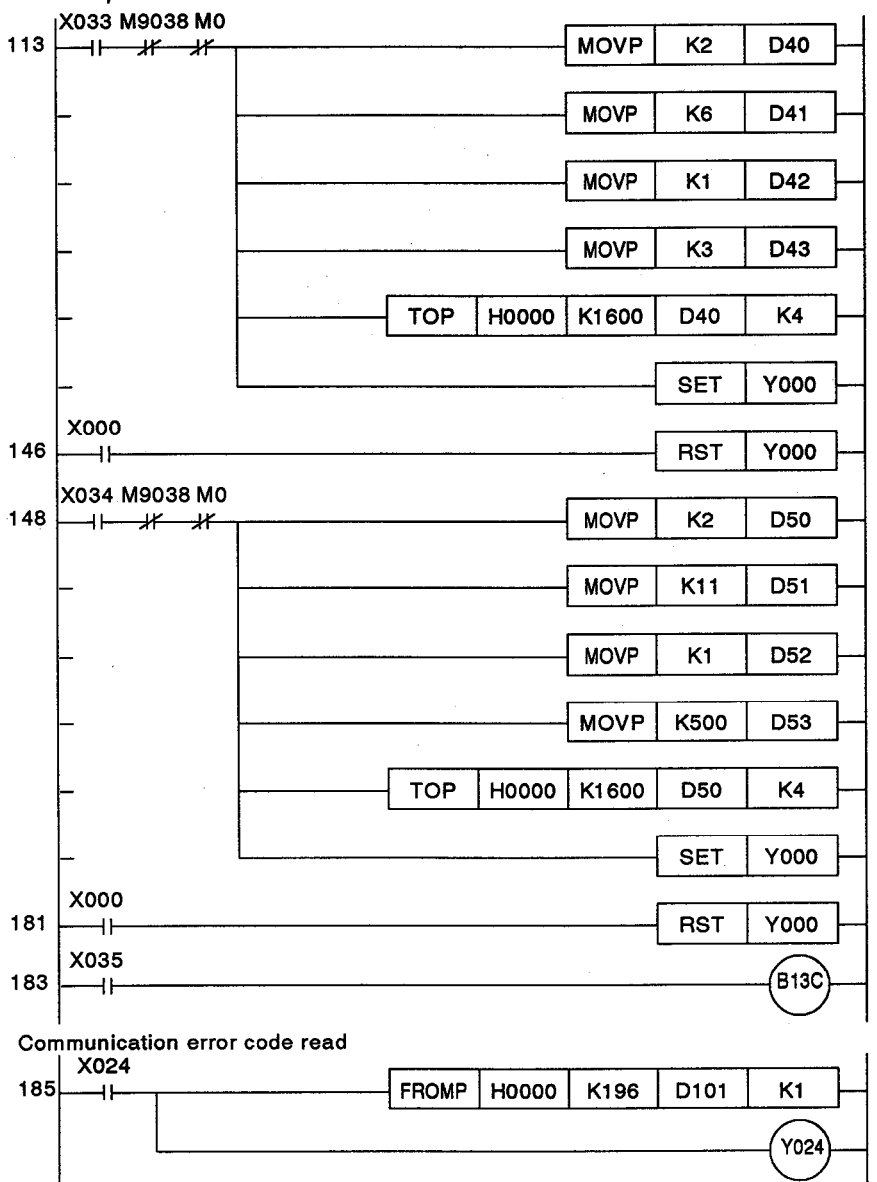 X033 M9038 M0
113 MOVP K2 D40
MOVP K6 D41
MOVP K1 D42
MOVP K3 D43
TOP H0000 K1600 D40 K4
SET Y000
X000
146 RST Y000
X034 M9038 M0
148 MOVP K2 D50
MOVP K11 D51
MOVP K1 D52
MOVP K500 D53
TOP H0000 K1600 D50 K4
SET Y000
X000
181 RST Y000
X035
183 B13C
Communication error code read
X024
185 FROMP H0000 K196 D101 K1
Y024